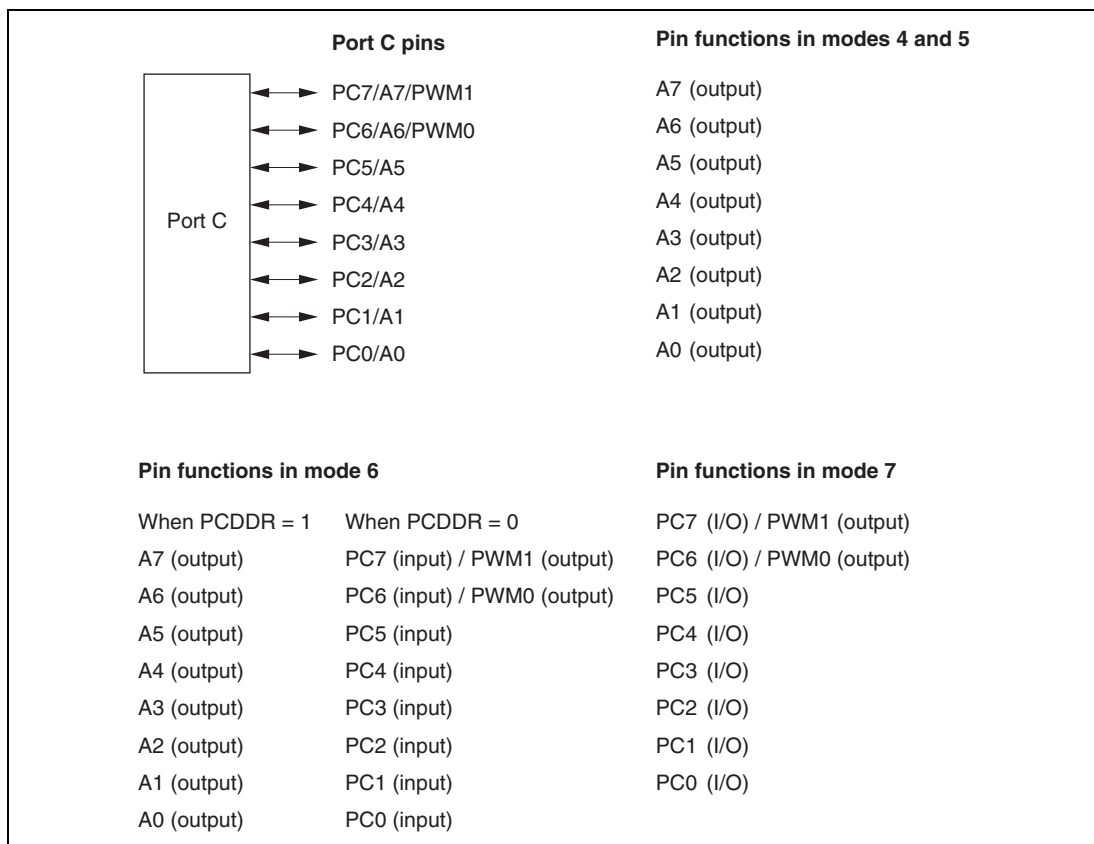 Port C pins
Pin functions in modes 4 and 5
Port C
PC7/A7/PWM1
A7 (output)
PC6/A6/PWM0
A6 (output)
PC5/A5
A5 (output)
PC4/A4
A4 (output)
PC3/A3
A3 (output)
PC2/A2
A2 (output)
PC1/A1
A1 (output)
PC0/A0
A0 (output)
Pin functions in mode 6
Pin functions in mode 7
When PCDDR = 1
When PCDDR = 0
PC7 (I/O) / PWM1 (output)
A7 (output)
PC7 (input) / PWM1 (output)
PC6 (I/O) / PWM0 (output)
A6 (output)
PC6 (input) / PWM0 (output)
PC5 (I/O)
A5 (output)
PC5 (input)
PC4 (I/O)
A4 (output)
PC4 (input)
PC3 (I/O)
A3 (output)
PC3 (input)
PC2 (I/O)
A2 (output)
PC2 (input)
PC1 (I/O)
A1 (output)
PC1 (input)
PC0 (I/O)
A0 (output)
PC0 (input)